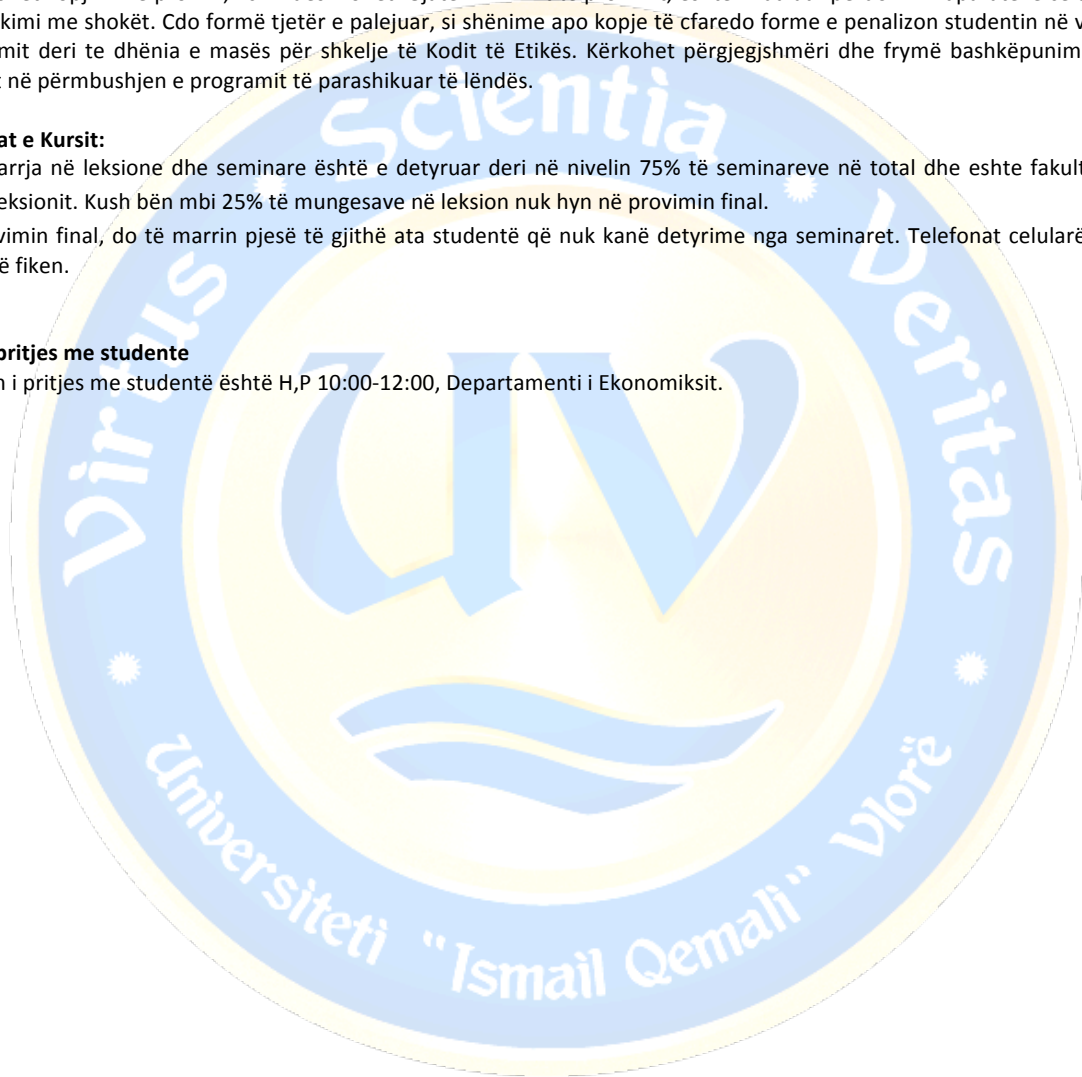 kimi me shokët. Cdo formë tjetër e palejuar, si shënime apo kopje të cfaredo forme e penalizon studentin në v
mit deri te dhënia e masës për shkelje të Kodit të Etikës. Kërkohet përgjegjshmëri dhe frymë bashkëpunim
në përmbushjen e programit të parashikuar të lëndës.
at e Kursit:
arrja në leksione dhe seminare është e detyruar deri në nivelin 75% të seminareve në total dhe eshte fakult
eksionit. Kush bën mbi 25% të mungesave në leksion nuk hyn në provimin final.
vimin final, do të marrin pjesë të gjithë ata studentë që nuk kanë detyrime nga seminaret. Telefonat celularë
ë fiken.
pritjes me studente
i pritjes me studentë është H,P 10:00-12:00, Departamenti i Ekonomiksit.
Virtus Scientia Veritas
UV
Universiteti "Ismail Qemali" Vlorë